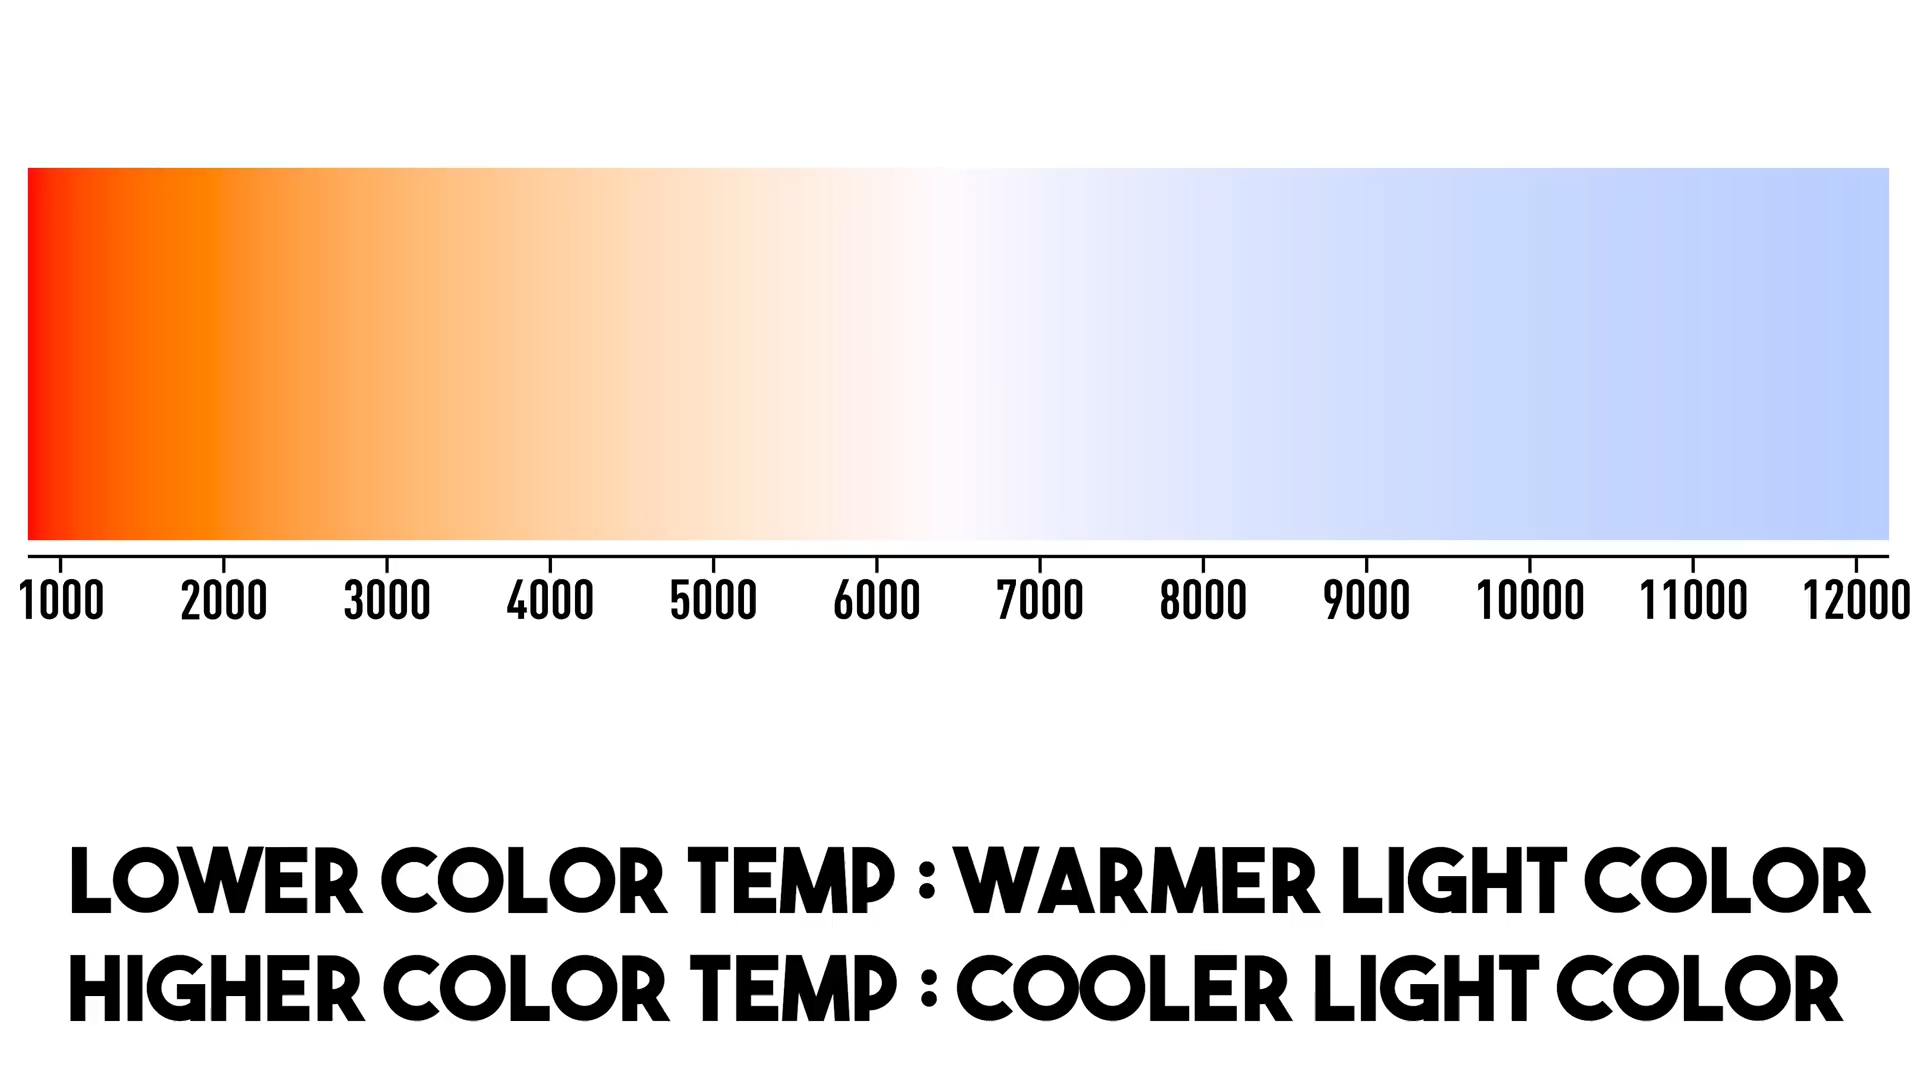 1000 2000 3000 4000 5000 6000 7000 8000 9000 10000 11000 12000
LOWER COLOR TEMP : WARMER LIGHT COLOR
HIGHER COLOR TEMP : COOLER LIGHT COLOR